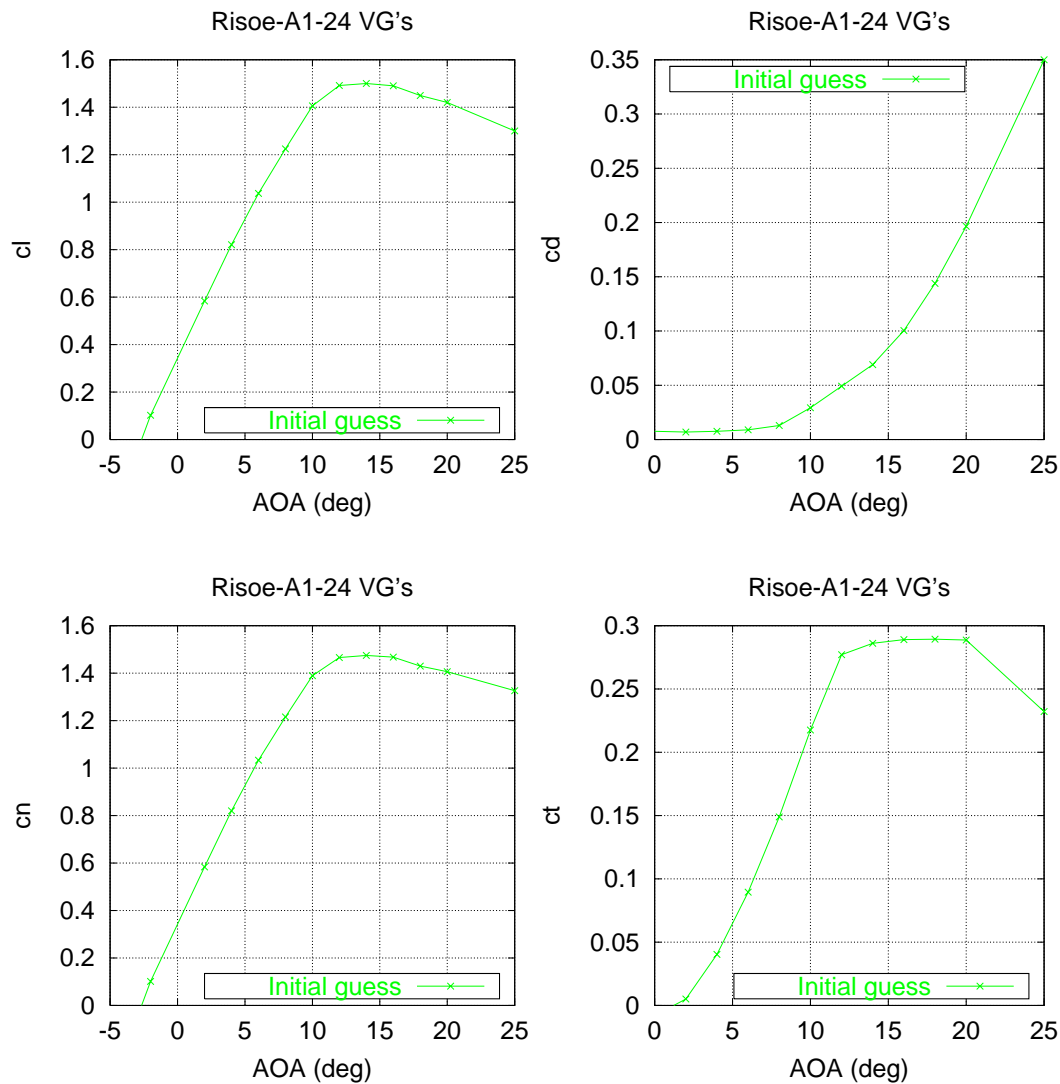 Risoe-A1-24 VG's
1.6
1.4
1.2
1
0.8
0.6
0.4
0.2
0
cl
Initial guess
-5 0 5 10 15 20 25
AOA (deg)
Risoe-A1-24 VG's
0.35
0.3
0.25
0.2
0.15
0.1
0.05
0
cd
Initial guess
0 5 10 15 20 25
AOA (deg)
Risoe-A1-24 VG's
1.6
1.4
1.2
1
0.8
0.6
0.4
0.2
0
cn
Initial guess
-5 0 5 10 15 20 25
AOA (deg)
Risoe-A1-24 VG's
0.3
0.25
0.2
0.15
0.1
0.05
0
ct
Initial guess
0 5 10 15 20 25
AOA (deg)